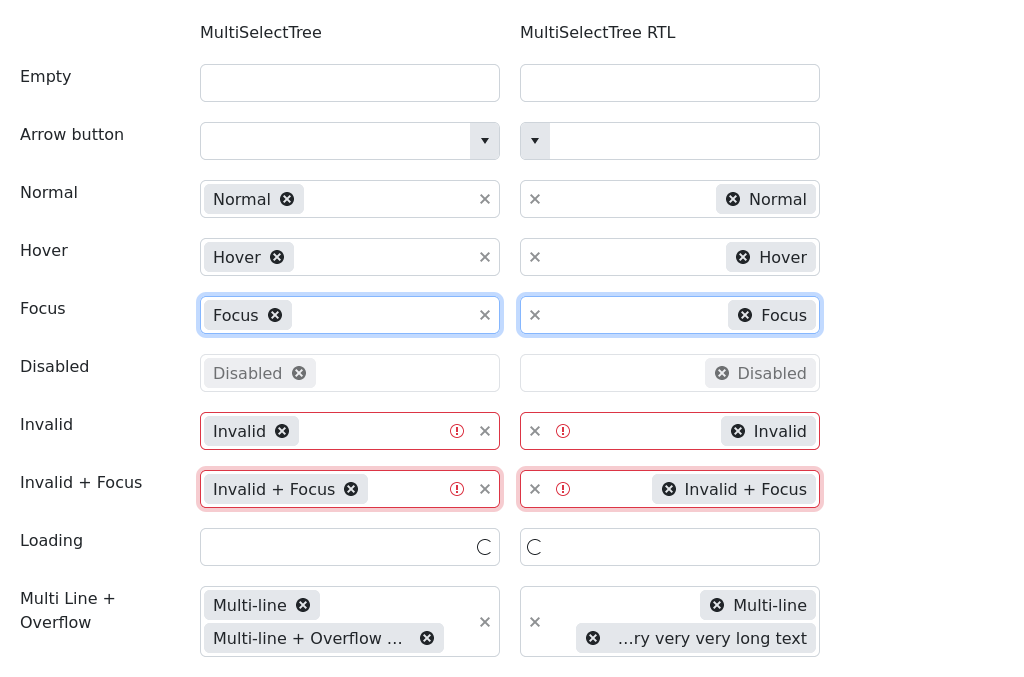 MultiSelectTree MultiSelectTree RTL
Empty
Arrow button
Normal Normal Normal
Hover Hover Hover
Focus Focus Focus
Disabled Disabled Disabled
Invalid Invalid Invalid
Invalid + Focus Invalid + Focus Invalid + Focus
Loading
Multi Line + Multi-line Multi-line
Overflow Multi-line + Overflow ... ...ry very very long text